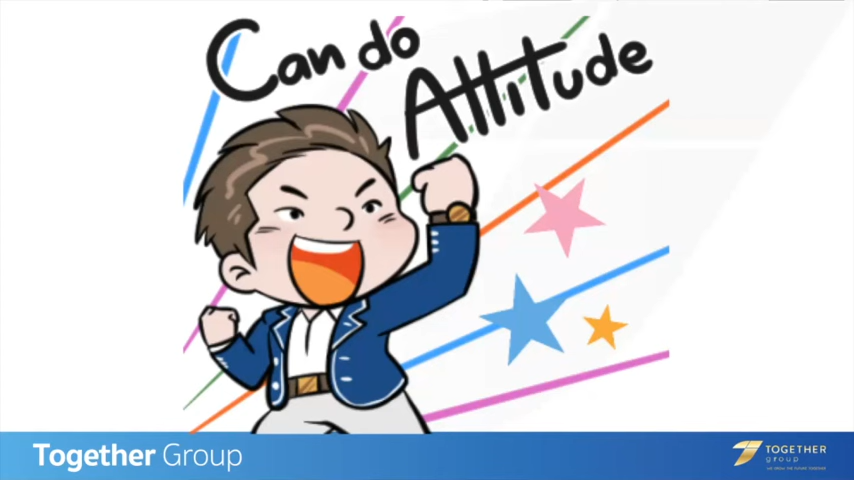 Can do
Attitude
Together Group
TOGETHER
group